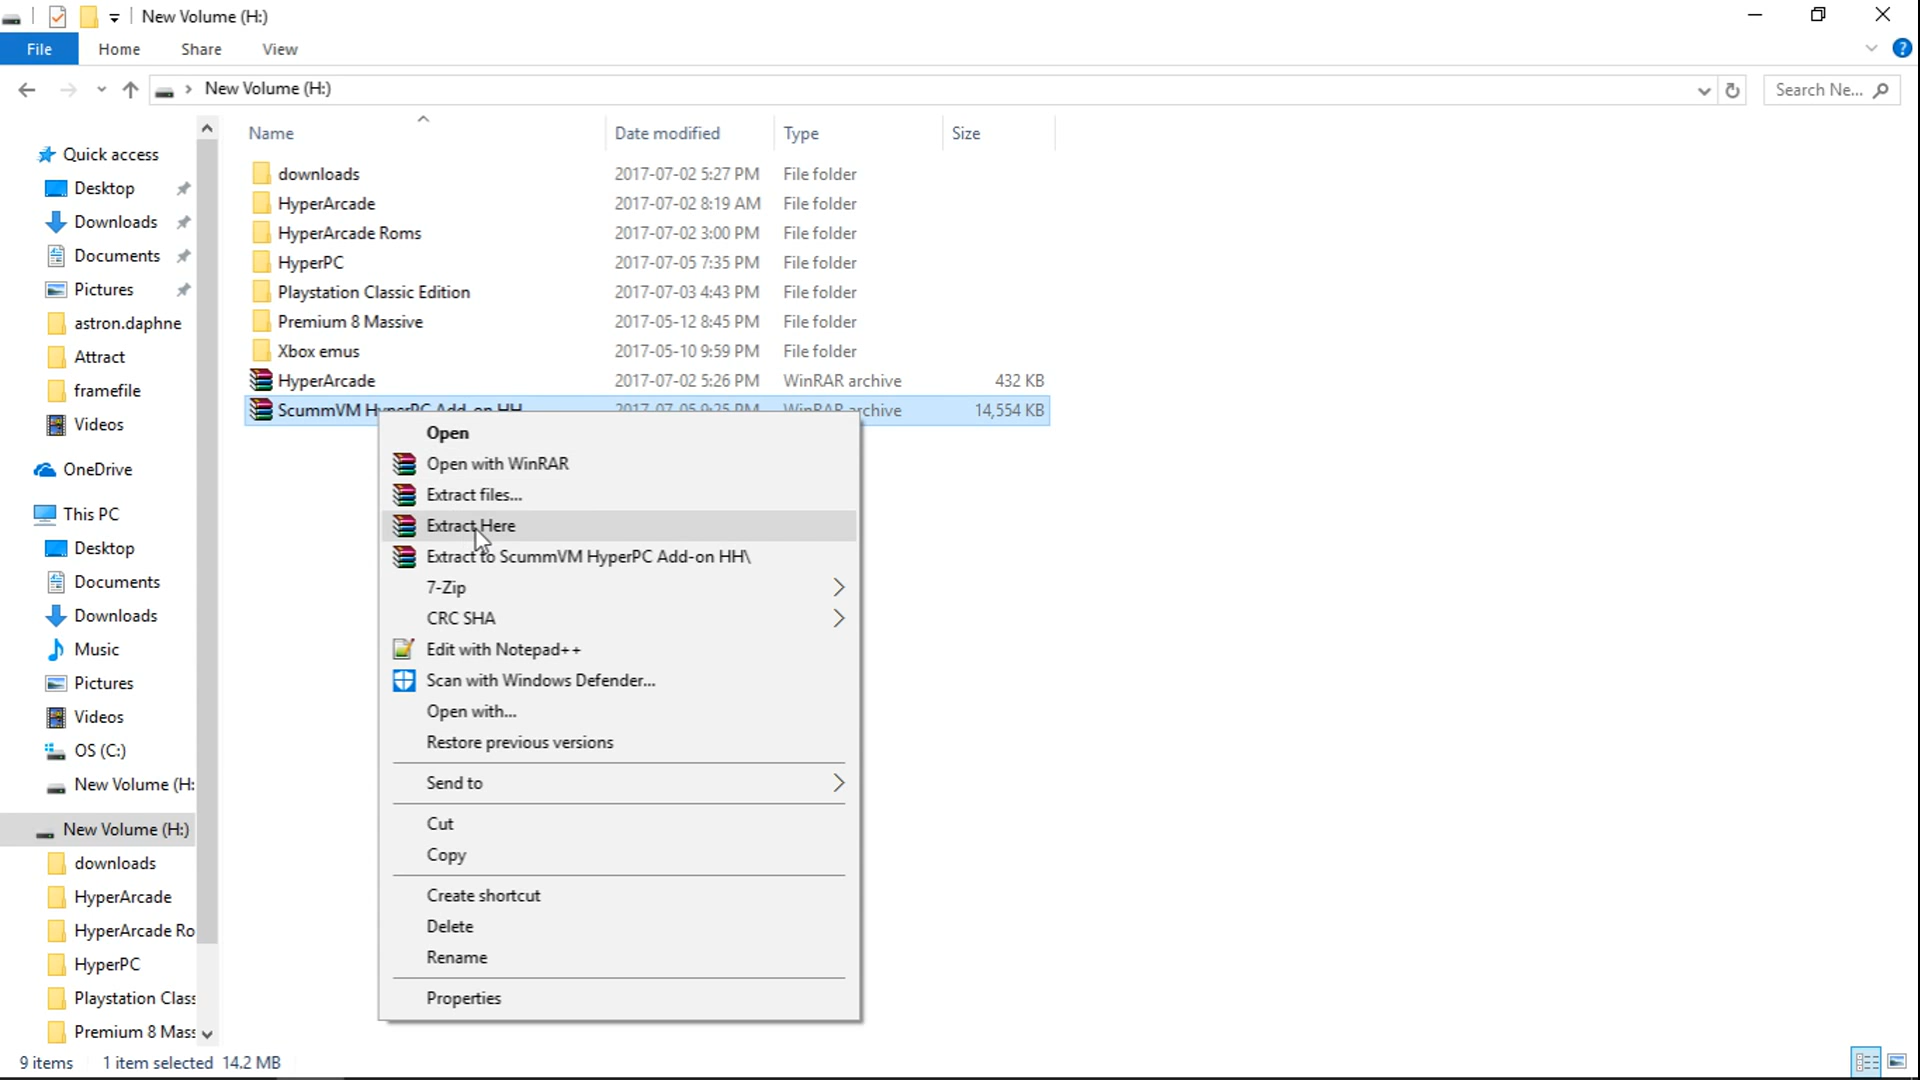 New Volume (H:)
File Home Share View
New Volume (H:)
Search Ne...
Name Date modified Type Size
Quick access
Desktop
Downloads
Documents
Pictures
astron.daphne
Attract
framefile
Videos
OneDrive
This PC
Desktop
Documents
Downloads
Music
Pictures
Videos
OS (C:)
New Volume (H:
New Volume (H:)
downloads
HyperArcade
HyperArcade Ro
HyperPC
Playstation Clas
Premium 8 Mas
downloads 2017-07-02 5:27 PM File folder
HyperArcade 2017-07-02 8:19 AM File folder
HyperArcade Roms 2017-07-02 3:00 PM File folder
HyperPC 2017-07-05 7:35 PM File folder
Playstation Classic Edition 2017-07-03 4:43 PM File folder
Premium 8 Massive 2017-05-12 8:45 PM File folder
Xbox emus 2017-05-10 9:59 PM File folder
HyperArcade 2017-07-02 5:26 PM WinRAR archive 432 KB
ScummVM HyperPC Add-on HH 2017-07-05 9:25 PM WinRAR archive 14,554 KB
Open
Open with WinRAR
Extract files...
Extract Here
Extract to ScummVM HyperPC Add-on HH\
7-Zip
CRC SHA
Edit with Notepad++
Scan with Windows Defender...
Open with...
Restore previous versions
Send to
Cut
Copy
Create shortcut
Delete
Rename
Properties
9 items 1 item selected 14.2 MB